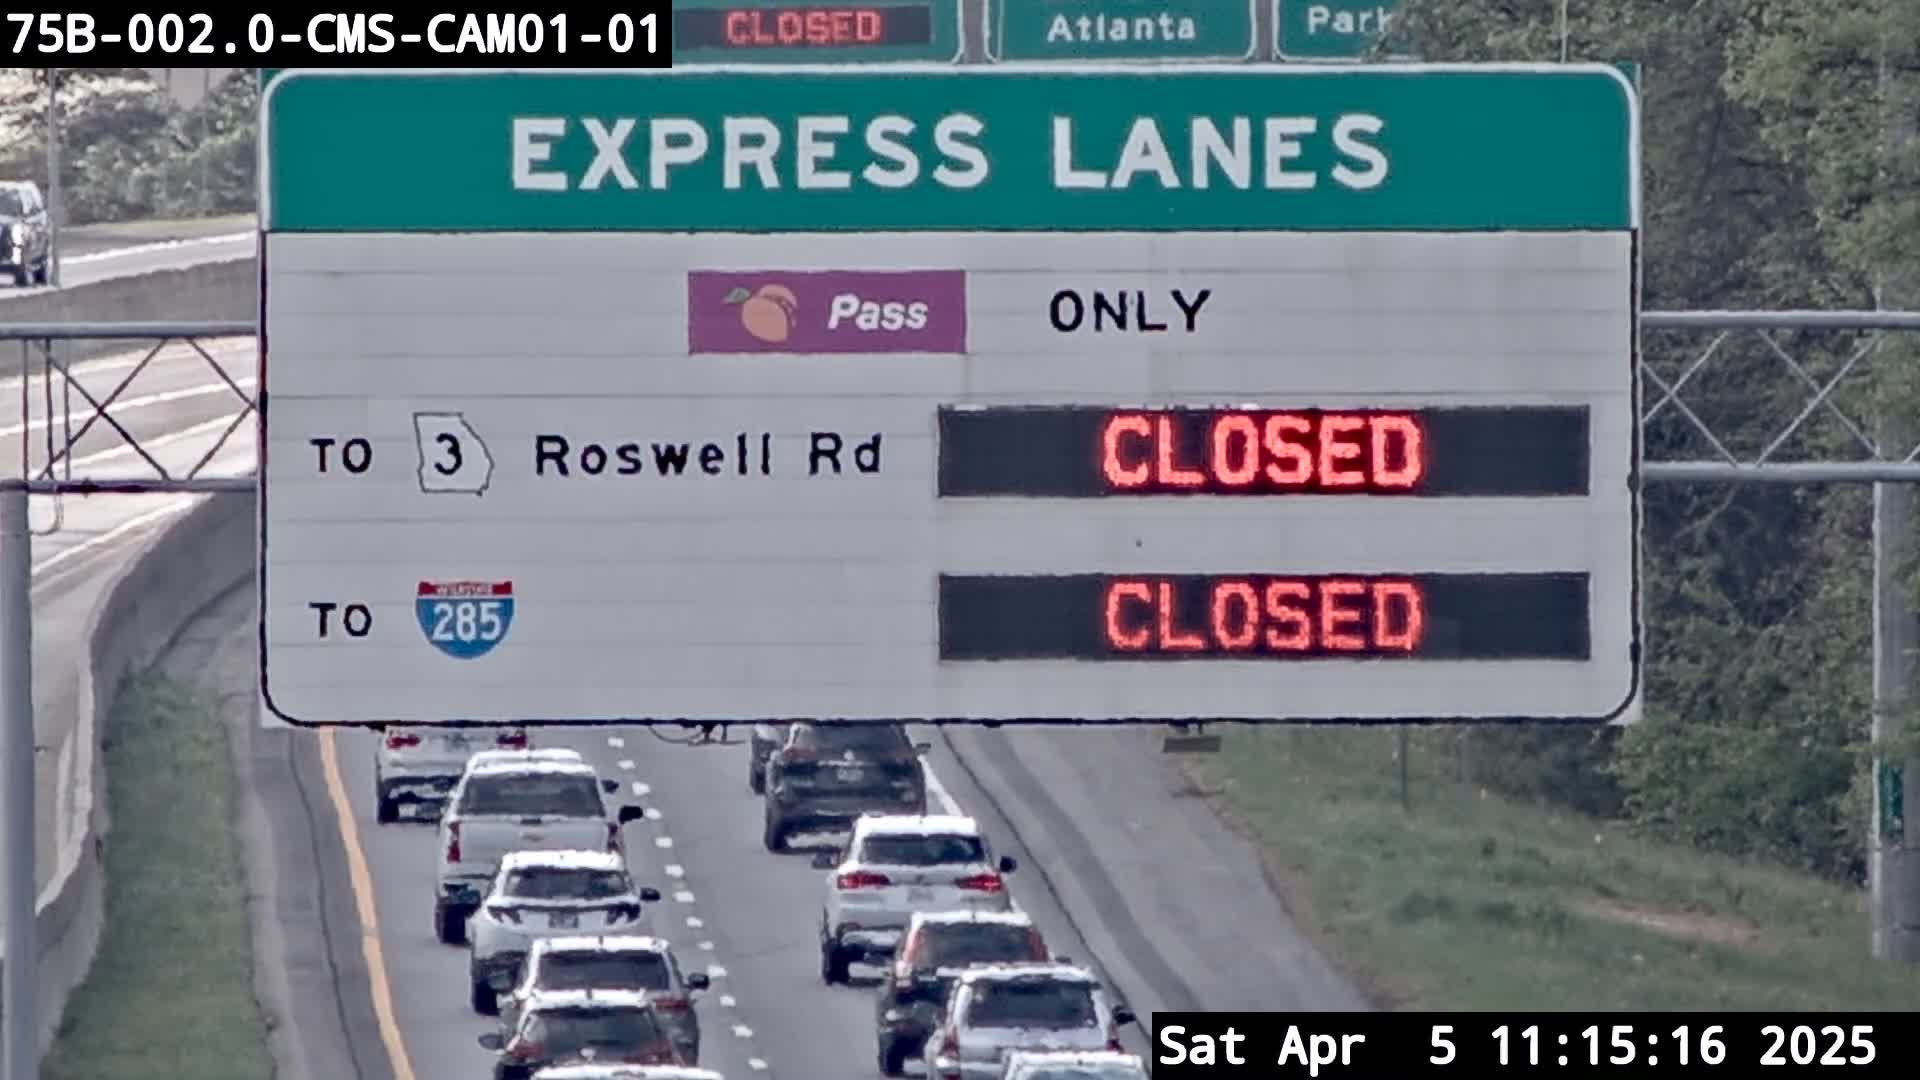 75B-002.0-CMS-CAM01-01
CLOSED
Atlanta
Park
EXPRESS LANES
Pass ONLY
TO 3 Roswell Rd CLOSED
TO INTERSTATE 285 CLOSED
Sat Apr 5 11:15:16 2025